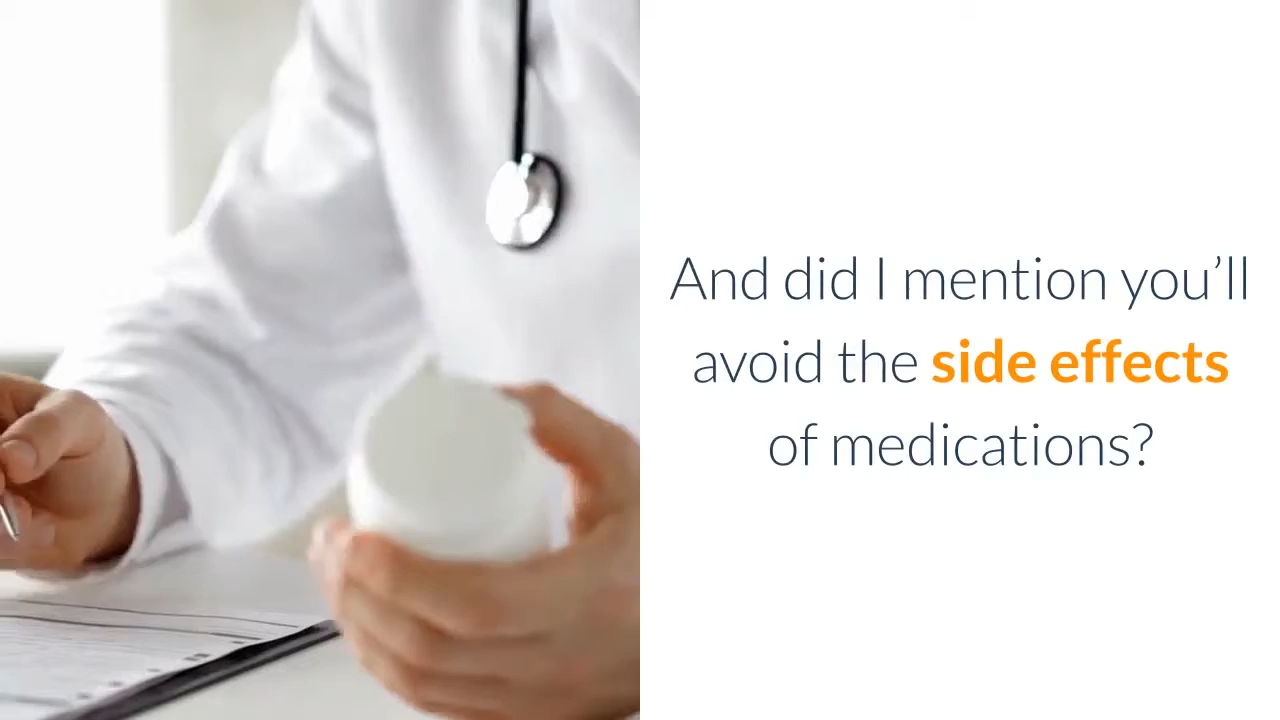 And did I mention you’ll
avoid the side effects
of medications?